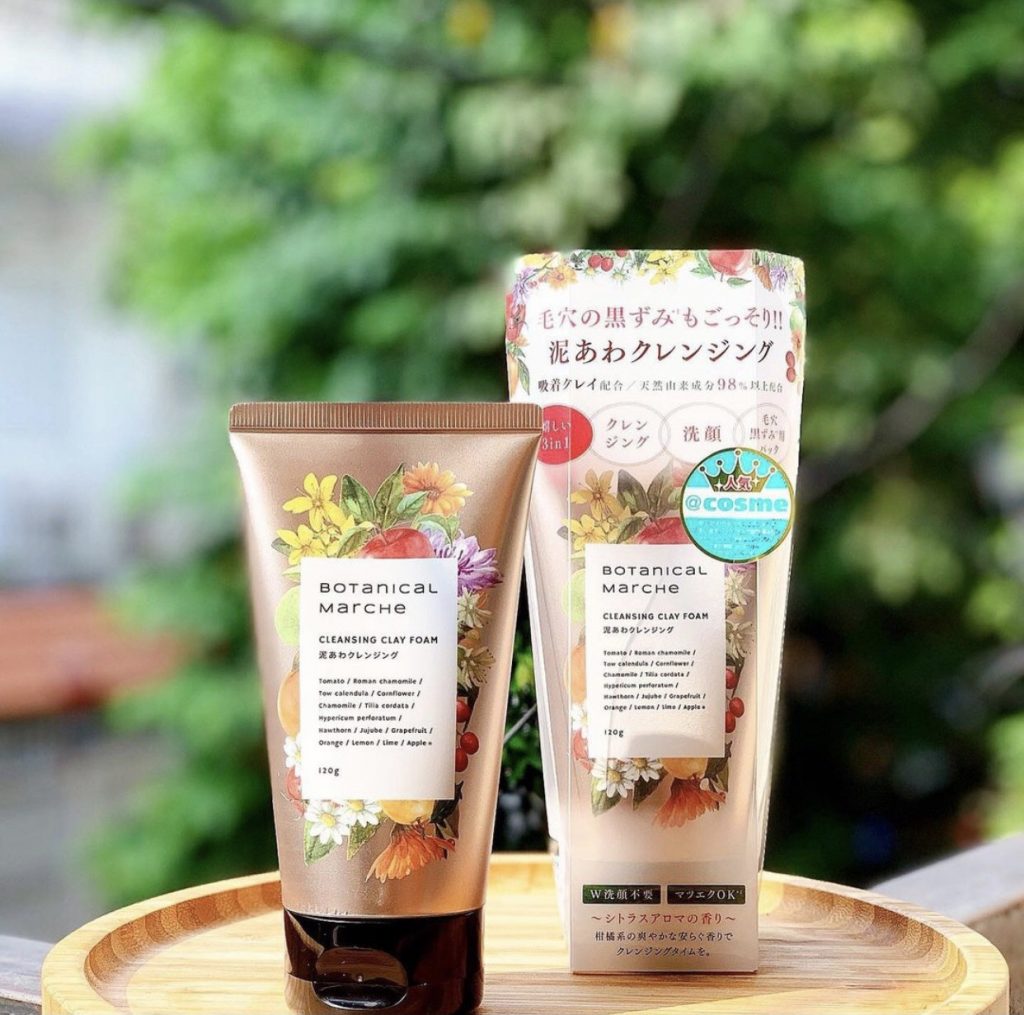 BOTANICAL
MARCHE
CLEANSING CLAY FOAM
泥あわクレンジング
Tomato / Roman chamomile /
Tow calendula / Cornflower /
Chamomile / Tilia cordata /
Hypericum perforatum /
Hawthorn / Jujube / Grapefruit /
Orange / Lemon / Lime / Apple *
120g
毛穴の黒ずみ*1もごっそり!!
泥あわクレンジング
吸着クレイ配合／天然由来成分98%以上配合
嬉しい
3in1
クレン
ジング
洗顔
毛穴
黒ずみ*1用
パック
人気
@cosme
BOTANICAL
MARCHE
CLEANSING CLAY FOAM
泥あわクレンジング
Tomato / Roman chamomile /
Tow calendula / Cornflower /
Chamomile / Tilia cordata /
Hypericum perforatum /
Hawthorn / Jujube / Grapefruit /
Orange / Lemon / Lime / Apple *
120g
W洗顔不要 マツエクOK
～シトラスアロマの香り～
柑橘系の爽やかな安らぐ香りで
クレンジングタイムを。